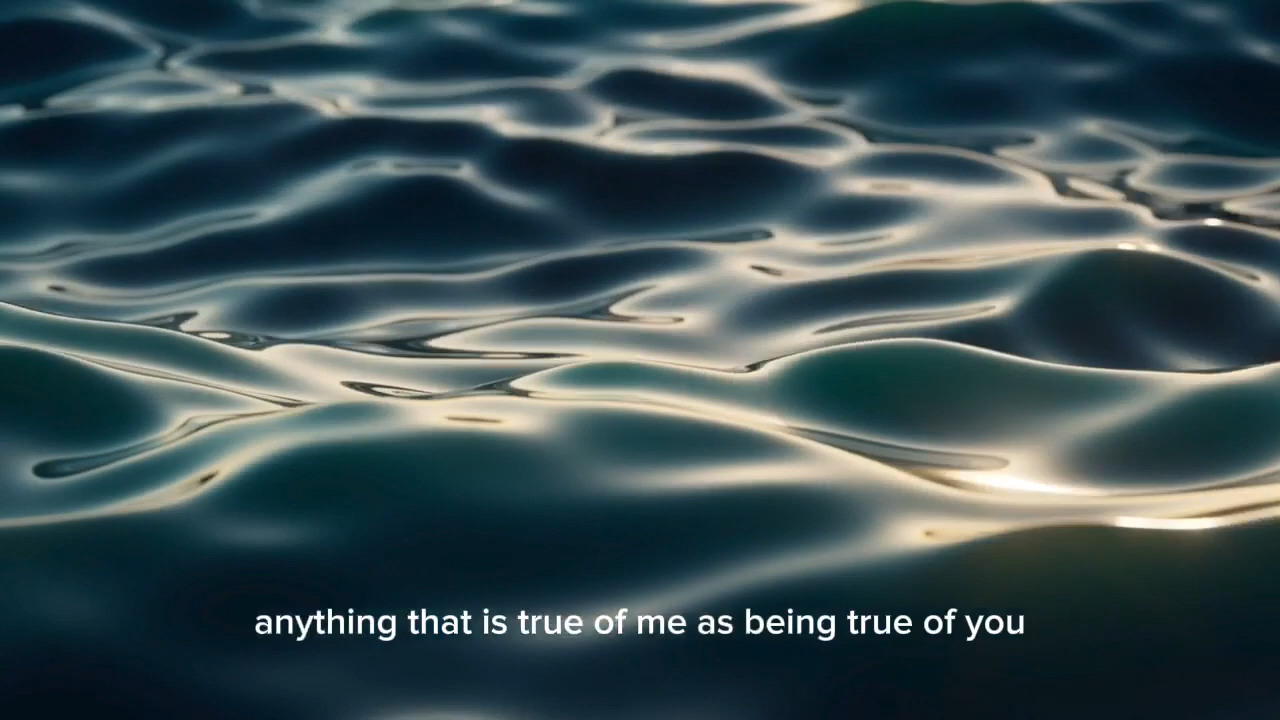 anything that is true of me as being true of you